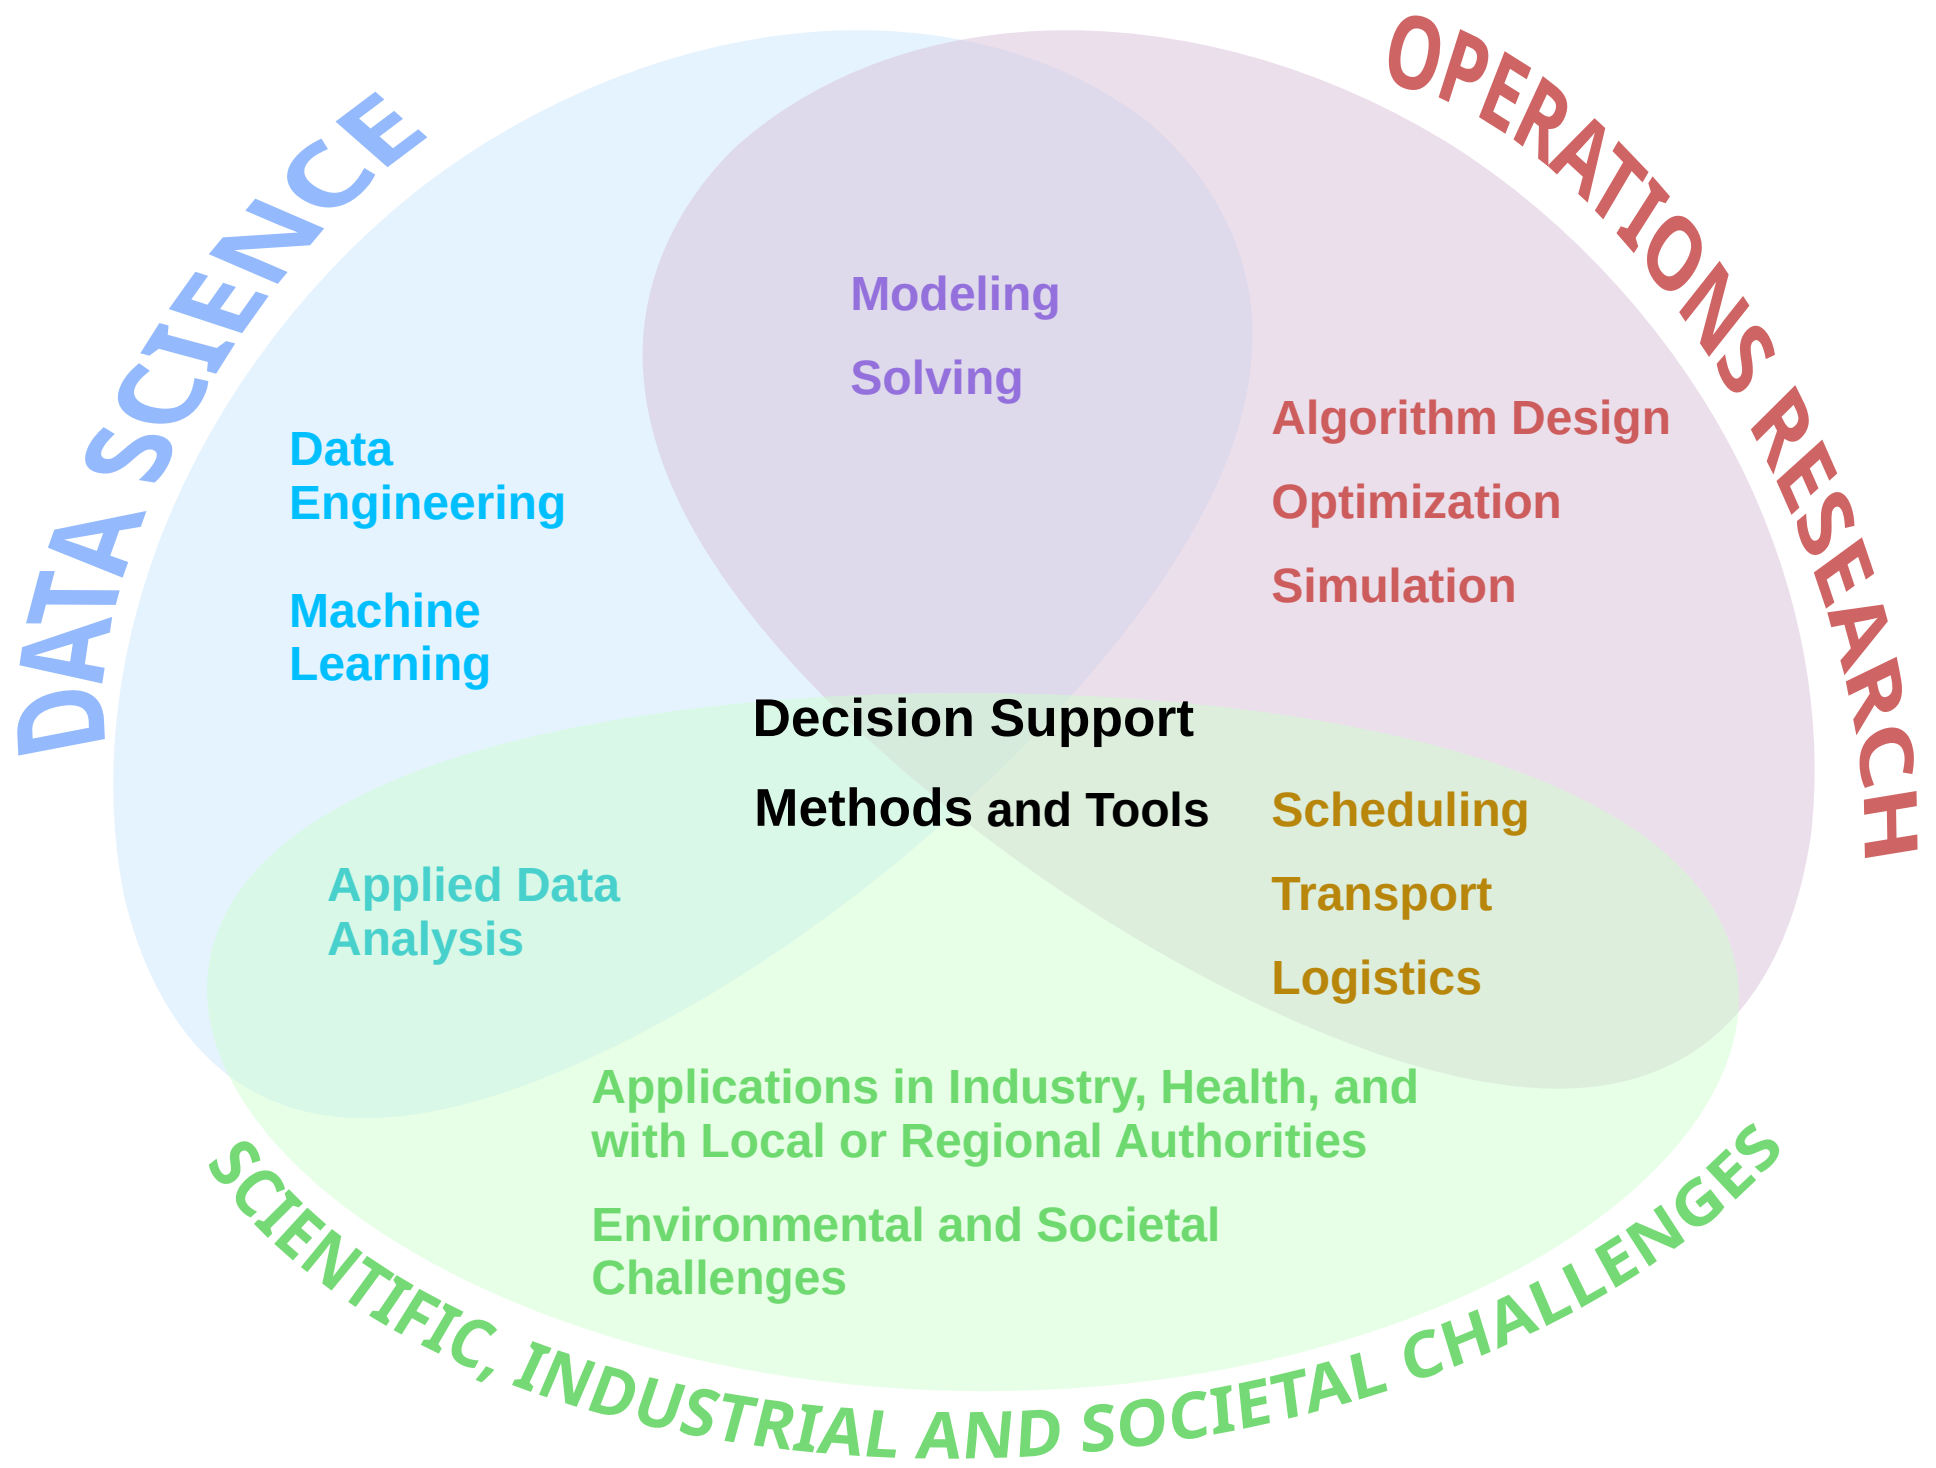 DATA SCIENCE
OPERATIONS RESEARCH
Modeling
Solving
Data
Engineering
Machine
Learning
Algorithm Design
Optimization
Simulation
Decision Support
Methods and Tools
Scheduling
Transport
Logistics
Applied Data
Analysis
Applications in Industry, Health, and
with Local or Regional Authorities
Environmental and Societal
Challenges
SCIENTIFIC, INDUSTRIAL AND SOCIETAL CHALLENGES